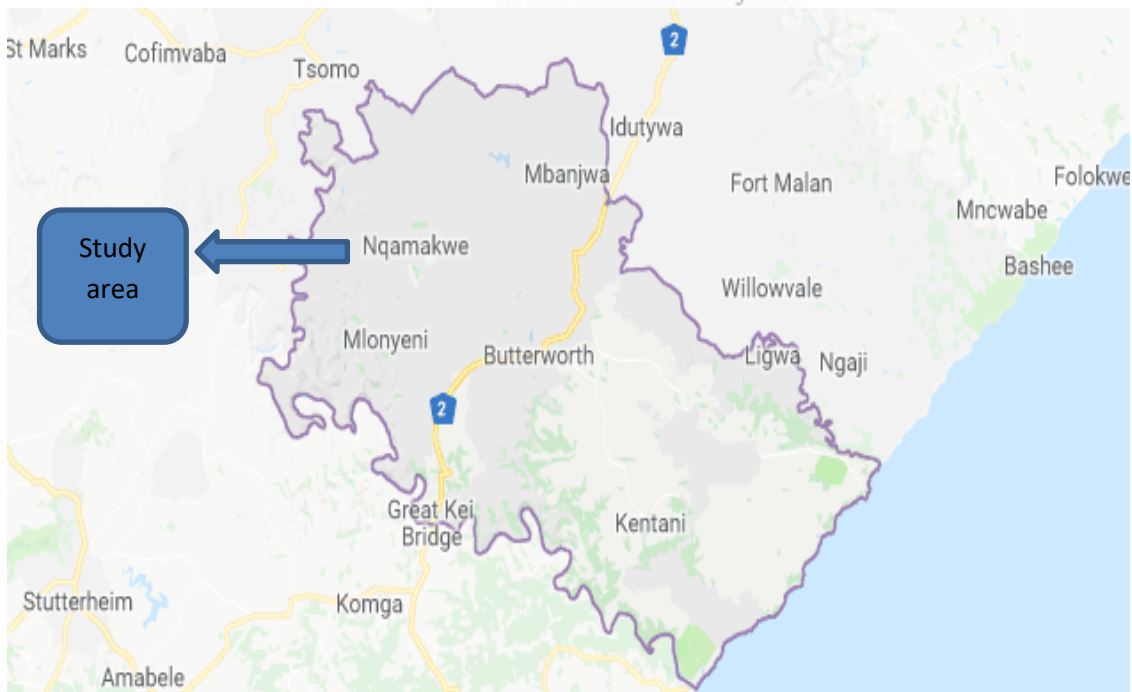 2
St Marks
Cofimvaba
Tsomo
Idutywa
Mbanjwa
Fort Malan
Folokwe
Mncwabe
Study
area
Nqamakwe
Bashee
Willowvale
Mlonyeni
Butterworth
Ligwa
Ngaji
2
Great Kei
Bridge
Kentani
Stutterheim
Komga
Amabele